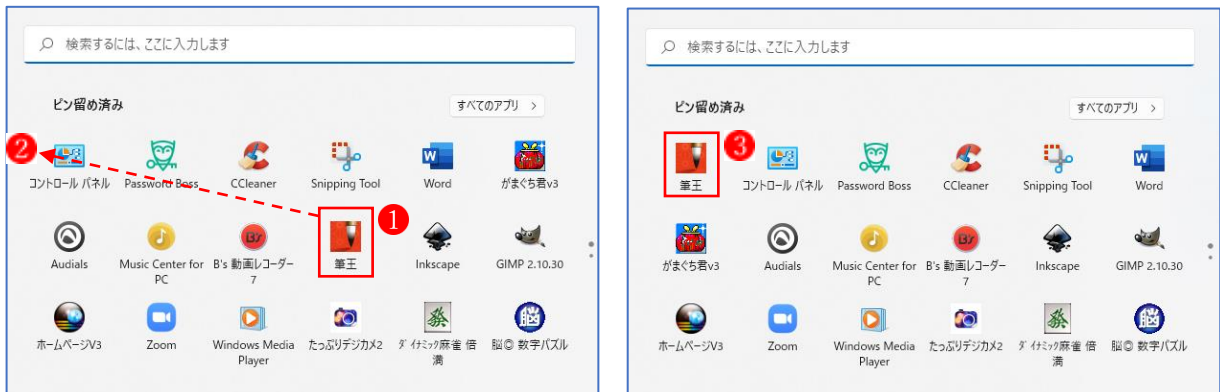 検索するには、ここに入力します
ピン留め済み
すべてのアプリ >
2
コントロール パネル
Password Boss
CCleaner
Snipping Tool
Word
がまぐち君v3
1
Audials
Music Center for
PC
B's 動画レコーダー
7
筆王
Inkscape
GIMP 2.10.30
ホームページV3
Zoom
Windows Media
Player
たっぷりデジカメ2
ダイナミック麻雀 倍
満
脳◎ 数字パズル
検索するには、ここに入力します
ピン留め済み
すべてのアプリ >
3
筆王
コントロール パネル
Password Boss
CCleaner
Snipping Tool
Word
がまぐち君v3
Audials
Music Center for
PC
B's 動画レコーダー
7
Inkscape
GIMP 2.10.30
ホームページV3
Zoom
Windows Media
Player
たっぷりデジカメ2
ダイナミック麻雀 倍
満
脳◎ 数字パズル